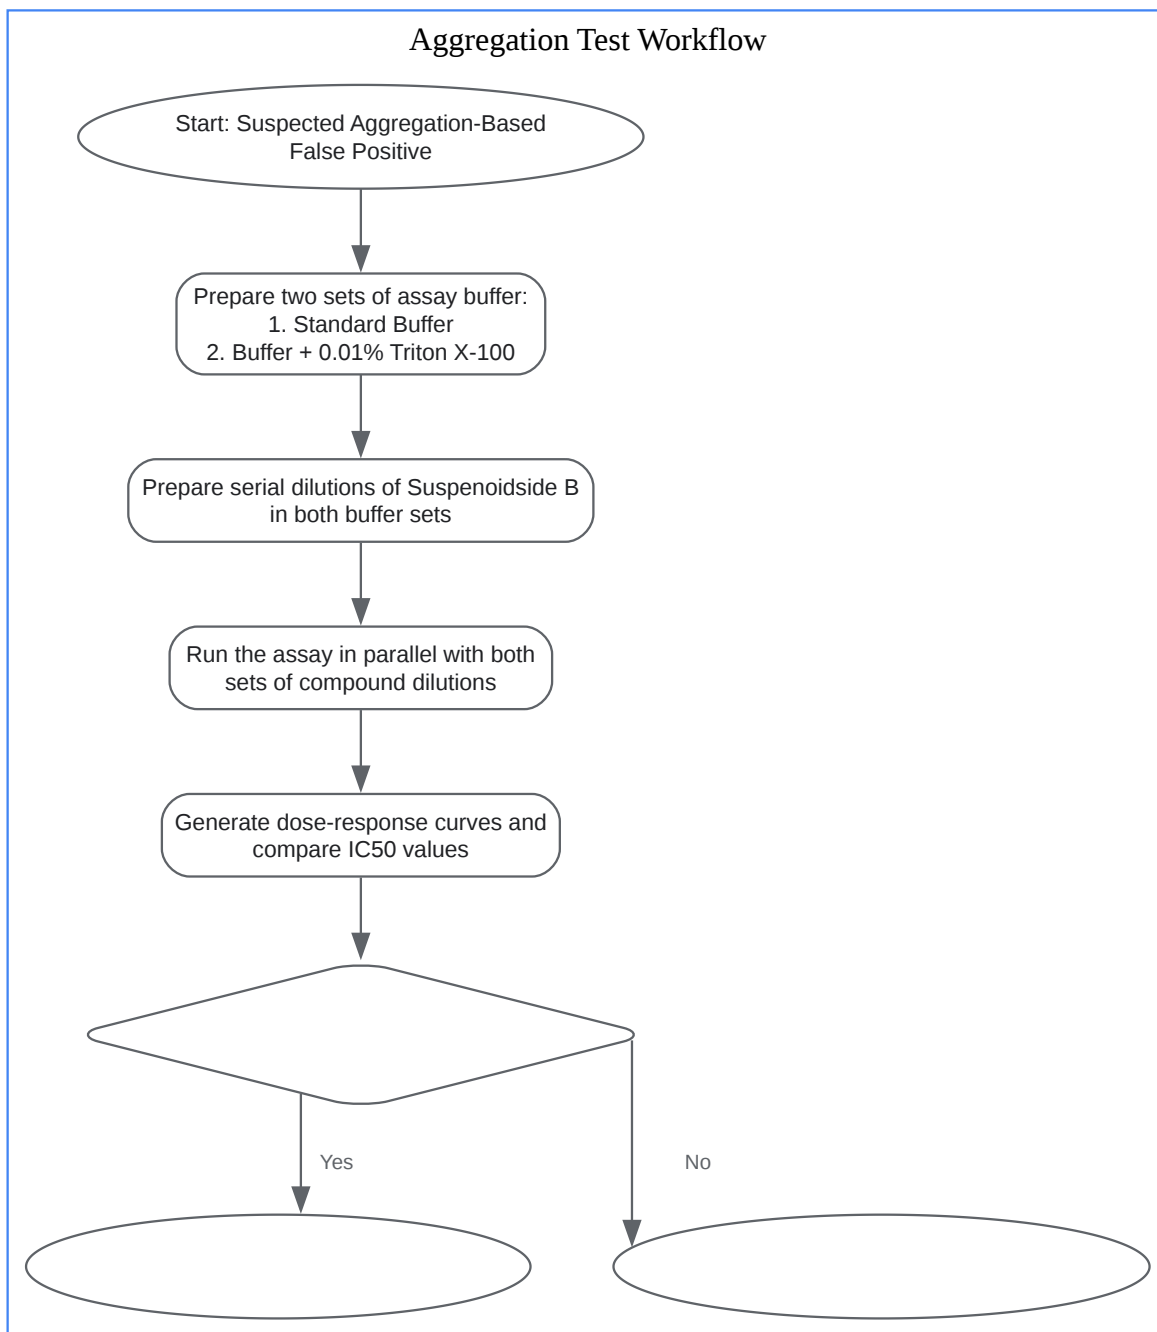 Aggregation Test Workflow
Start: Suspected Aggregation-Based
False Positive
Prepare two sets of assay buffer:
1. Standard Buffer
2. Buffer + 0.01% Triton X-100
Prepare serial dilutions of Suspenoidside B
in both buffer sets
Run the assay in parallel with both
sets of compound dilutions
Generate dose-response curves and
compare IC50 values
Yes
No